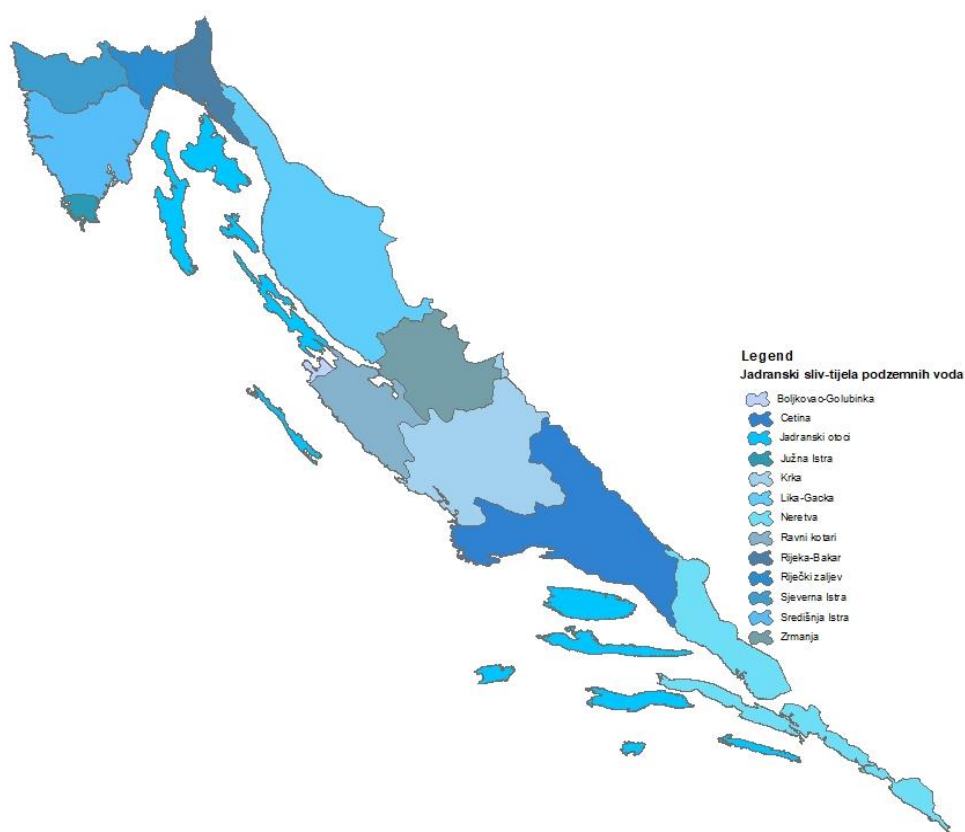 Legend
Jadranski sliv-tijela podzemnih voda
Boljkovao-Golubinka
Cetina
Jadranski otoci
Južna Istra
Krka
Lika-Gacka
Neretva
Ravni kotari
Rijeka-Bakar
Riječki zaljev
Sjeverna Istra
Središnja Istra
Zrmanja